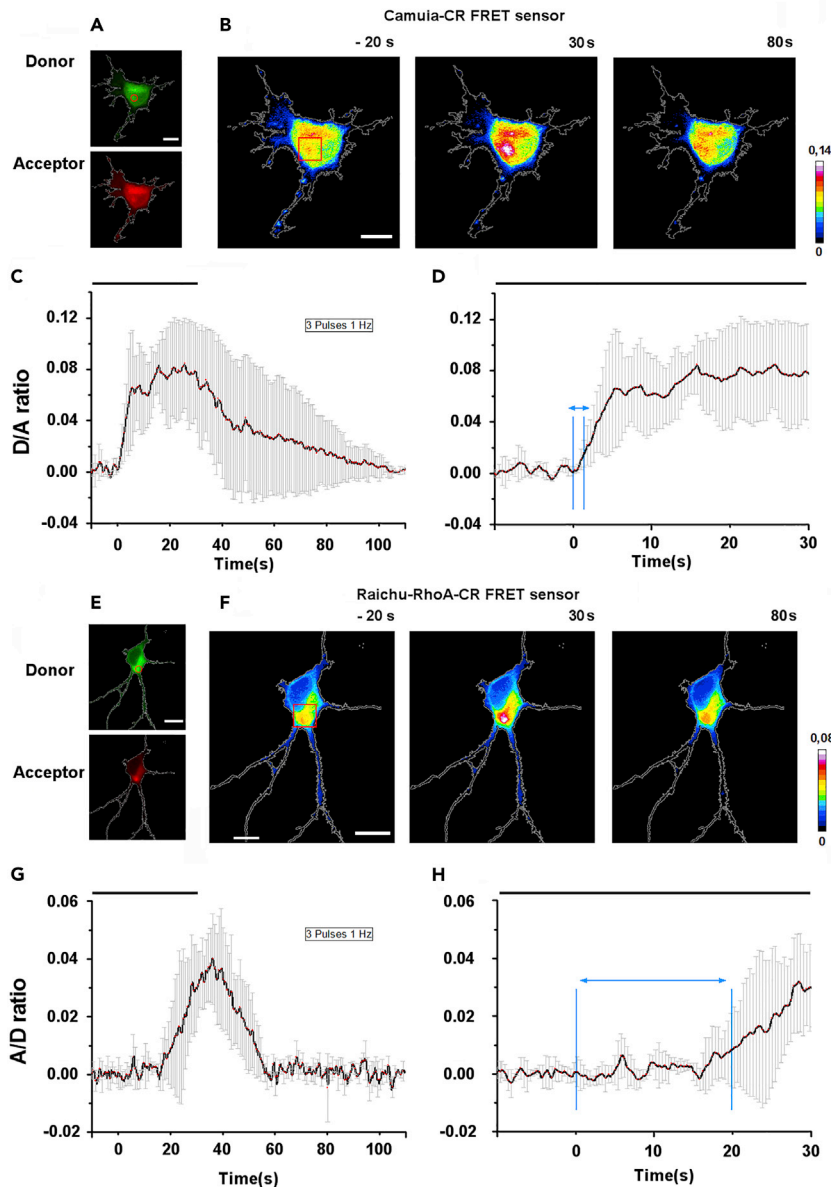 Camuia-CR FRET sensor
A
B
- 20 s
30 s
80 s
Donor
Acceptor
0,14
0
C
D
3 Pulses 1 Hz
D/A ratio
0.12
0.08
0.04
0.00
-0.04
0 20 40 60 80 100
Time(s)
0.12
0.08
0.04
0.00
-0.04
0 10 20 30
Time(s)
Raichu-RhoA-CR FRET sensor
E
F
- 20 s
30 s
80 s
Donor
Acceptor
0,08
0
G
H
3 Pulses 1 Hz
A/D ratio
0.06
0.04
0.02
0.00
-0.02
0 20 40 60 80 100
Time(s)
0.06
0.04
0.02
0.00
-0.02
0 10 20 30
Time(s)